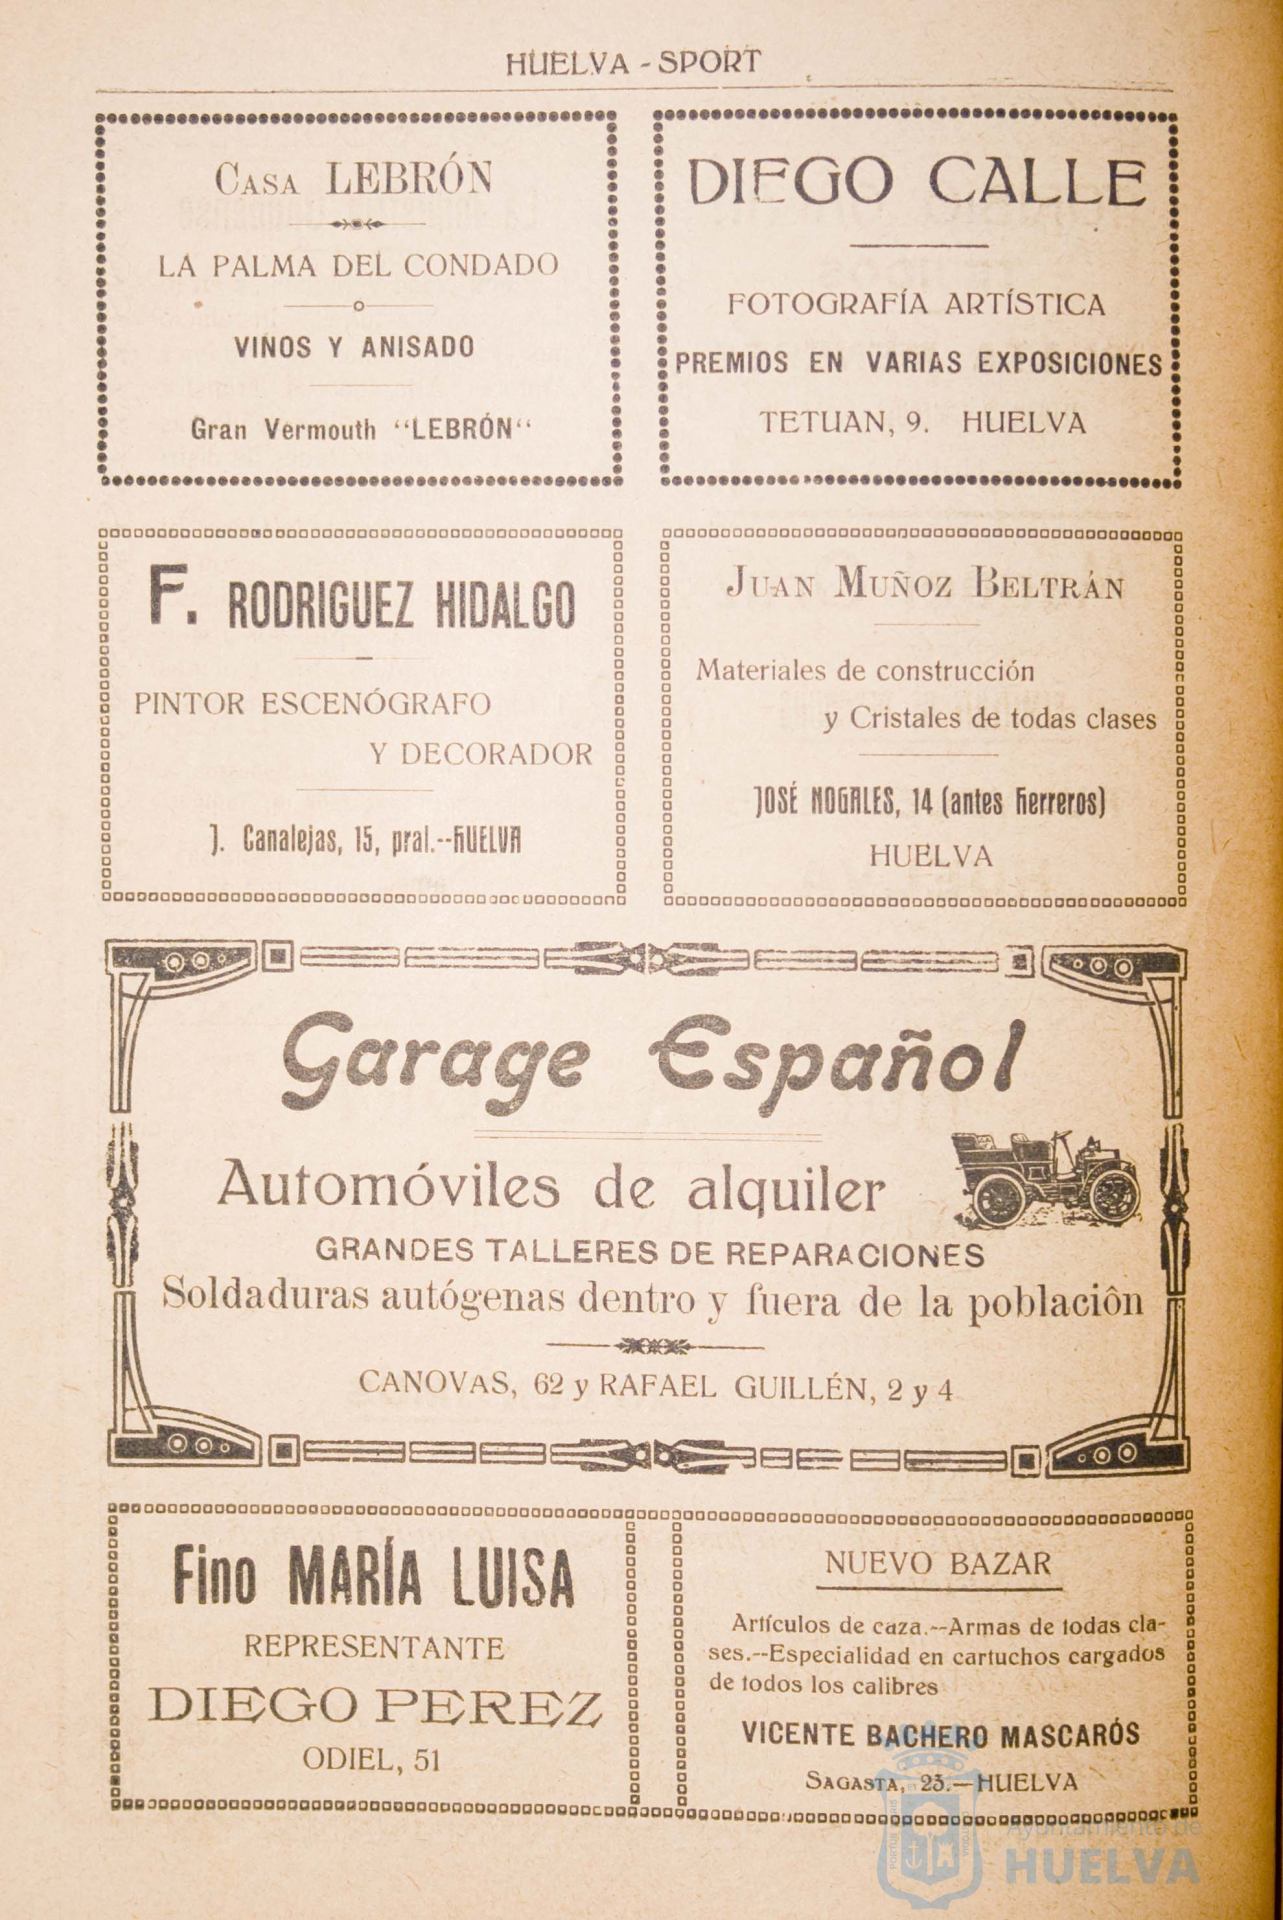 HUELVA - SPORT
CASA LEBRÓN
LA PALMA DEL CONDADO
VINOS Y ANISADO
Gran Vermouth “LEBRÓN“
DIEGO CALLE
FOTOGRAFÍA ARTÍSTICA
PREMIOS EN VARIAS EXPOSICIONES
TETUAN, 9. HUELVA
F. RODRIGUEZ HIDALGO
PINTOR ESCENÓGRAFO
Y DECORADOR
J. Canalejas, 15, pral.--HUELVA
JUAN MUÑOZ BELTRÁN
Materiales de construcción
y Cristales de todas clases
JOSÉ NOGALES, 14 (antes Herreros)
HUELVA
Garage Español
Automóviles de alquiler
GRANDES TALLERES DE REPARACIONES
Soldaduras autógenas dentro y fuera de la poblaciôn
CANOVAS, 62 y RAFAEL GUILLÉN, 2 y 4
Fino MARÍA LUISA
REPRESENTANTE
DIEGO PEREZ
ODIEL, 51
NUEVO BAZAR
Artículos de caza.--Armas de todas cla-
ses.--Especialidad en cartuchos cargados
de todos los calibres
VICENTE BACHERO MASCARÓS
SAGASTA, 23.—HUELVA
Ayuntamiento de
HUELVA